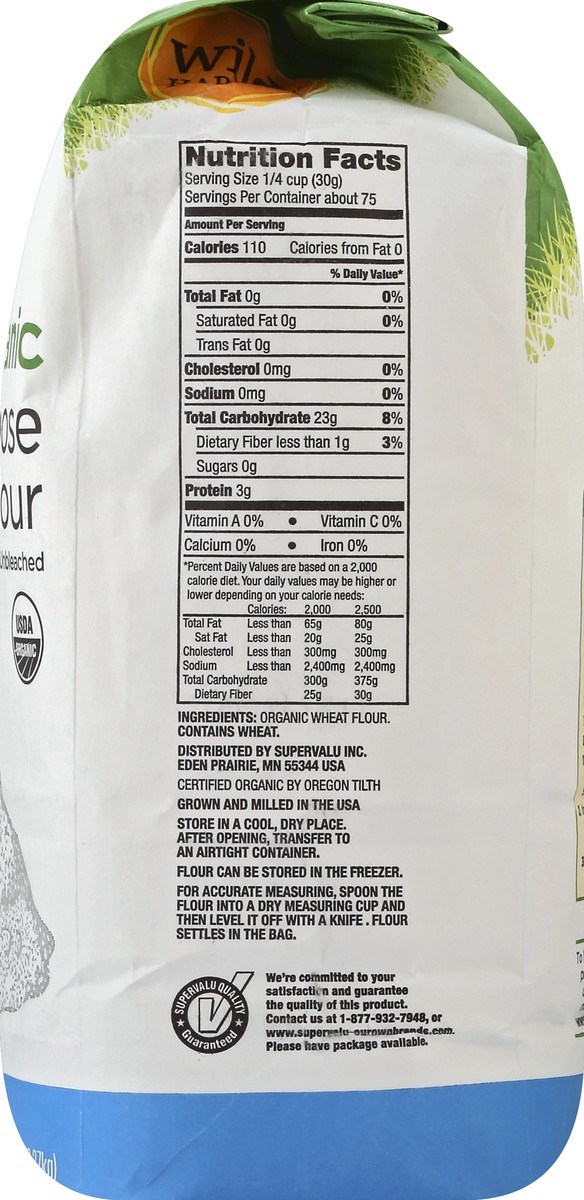 Wil
HAR
nic
ose
our
Unbleached
USDA
ORGANIC
Nutrition Facts
Serving Size 1/4 cup (30g)
Servings Per Container about 75
Amount Per Serving
Calories 110 Calories from Fat 0
% Daily Value*
Total Fat 0g 0%
Saturated Fat 0g 0%
Trans Fat 0g
Cholesterol 0mg 0%
Sodium 0mg 0%
Total Carbohydrate 23g 8%
Dietary Fiber less than 1g 3%
Sugars 0g
Protein 3g
Vitamin A 0% • Vitamin C 0%
Calcium 0% • Iron 0%
*Percent Daily Values are based on a 2,000
calorie diet. Your daily values may be higher or
lower depending on your calorie needs:
Calories: 2,000 2,500
Total Fat Less than 65g 80g
Sat Fat Less than 20g 25g
Cholesterol Less than 300mg 300mg
Sodium Less than 2,400mg 2,400mg
Total Carbohydrate 300g 375g
Dietary Fiber 25g 30g
INGREDIENTS: ORGANIC WHEAT FLOUR.
CONTAINS WHEAT.
DISTRIBUTED BY SUPERVALU INC.
EDEN PRAIRIE, MN 55344 USA
CERTIFIED ORGANIC BY OREGON TILTH
GROWN AND MILLED IN THE USA
STORE IN A COOL, DRY PLACE.
AFTER OPENING, TRANSFER TO
AN AIRTIGHT CONTAINER.
FLOUR CAN BE STORED IN THE FREEZER.
FOR ACCURATE MEASURING, SPOON THE
FLOUR INTO A DRY MEASURING CUP AND
THEN LEVEL IT OFF WITH A KNIFE . FLOUR
SETTLES IN THE BAG.
SUPERVALU QUALITY
Guaranteed
We're committed to your
satisfaction and guarantee
the quality of this product.
Contact us at 1-877-932-7948, or
www.supervalu-ourownbrands.com.
Please have package available.